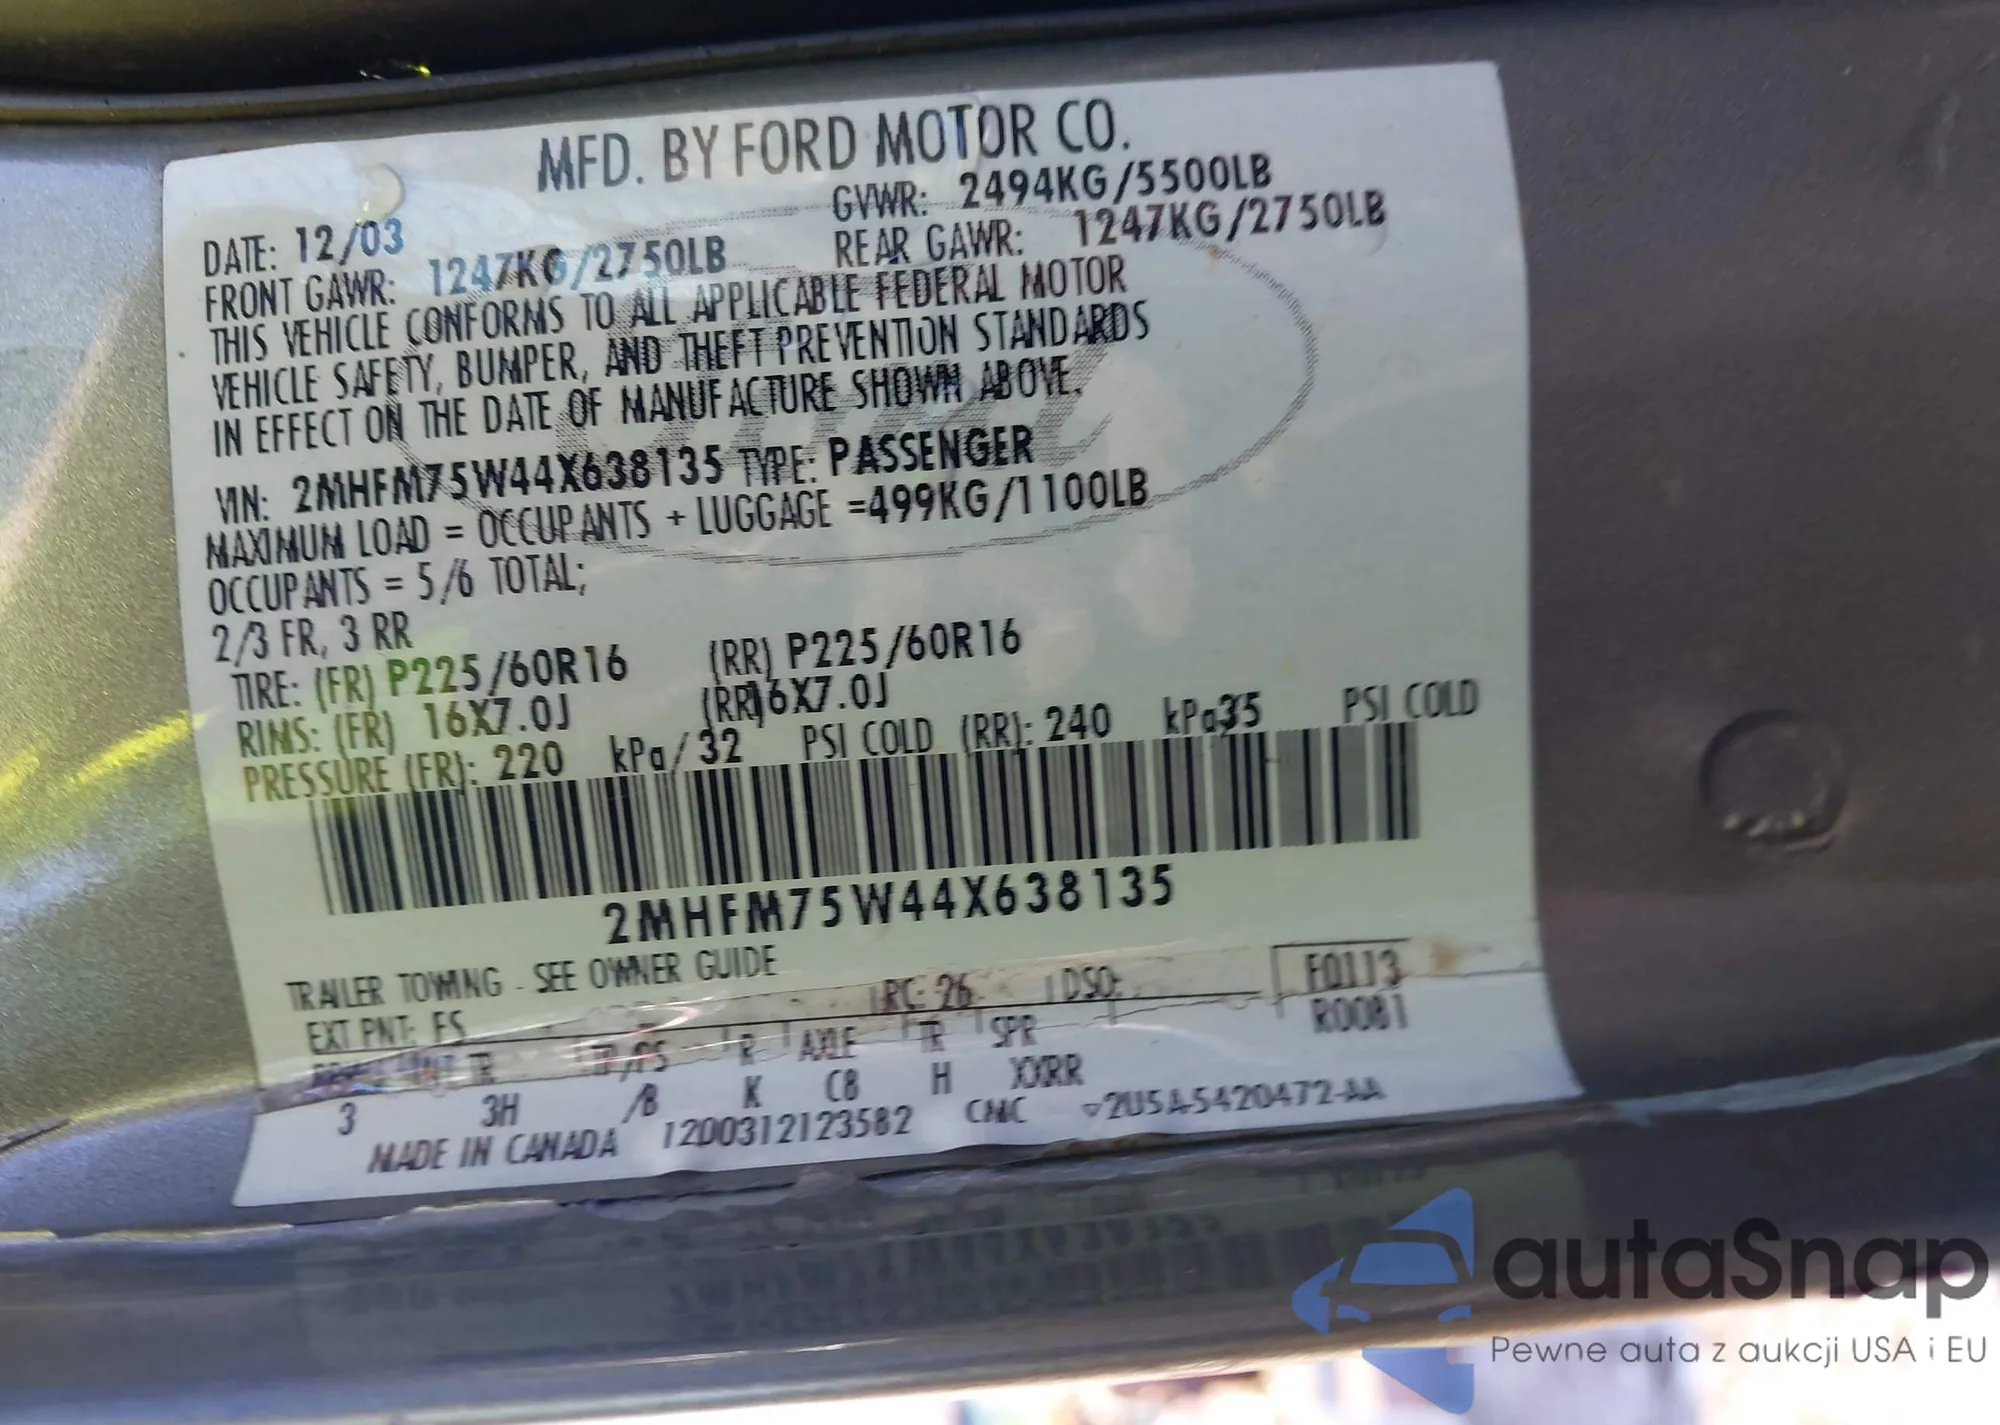 MFD. BY FORD MOTOR CO.
DATE: 12/03 GVWR: 2494KG/5500LB
FRONT GAWR: 1247KG/2750LB REAR GAWR: 1247KG/2750LB
THIS VEHICLE CONFORMS TO ALL APPLICABLE FEDERAL MOTOR
VEHICLE SAFETY, BUMPER, AND THEFT PREVENTION STANDARDS
IN EFFECT ON THE DATE OF MANUFACTURE SHOWN ABOVE.
VIN: 2MHFM75W44X638135 TYPE: PASSENGER
MAXIMUM LOAD = OCCUPANTS + LUGGAGE =499KG/1100LB
OCCUPANTS = 5/6 TOTAL;
2/3 FR, 3 RR
TIRE: (FR) P225/60R16 (RR) P225/60R16
RIMS: (FR) 16X7.0J (RR) 16X7.0J
PRESSURE (FR): 220 kPa/ 32 PSI COLD (RR): 240 kPa/35 PSI COLD
2MHFM75W44X638135
TRAILER TOWING - SEE OWNER GUIDE
EXT PNT: FS RC: 26 DSO: F0113
R0081
INT TR TP/PS R AXLE TR SPR
3 3H /8 K C8 H XXRR
MADE IN CANADA 1200312123582 CMC 2U5A-5420472-AA
autaSnap
Pewne auta z aukcji USA i EU